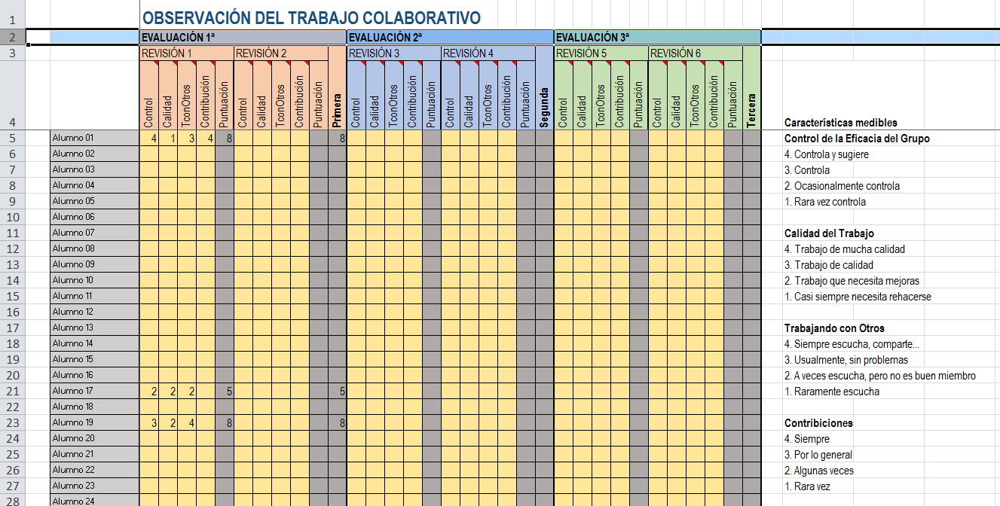 1 OBSERVACIÓN DEL TRABAJO COLABORATIVO
2 EVALUACIÓN 1ª EVALUACIÓN 2ª EVALUACIÓN 3ª
3 REVISIÓN 1 REVISIÓN 2 REVISIÓN 3 REVISIÓN 4 REVISIÓN 5 REVISIÓN 6
4 Control Calidad TconOtros Contribución Puntuación Control Calidad TconOtros Contribución Puntuación Primera Control Calidad TconOtros Contribución Puntuación Control Calidad TconOtros Contribución Puntuación Segunda Control Calidad TconOtros Contribución Puntuación Control Calidad TconOtros Contribución Puntuación Tercera Características medibles
5 Alumno 01 4 1 3 4 8 8 Control de la Eficacia del Grupo
6 Alumno 02 4. Controla y sugiere
7 Alumno 03 3. Controla
8 Alumno 04 2. Ocasionalmente controla
9 Alumno 05 1. Rara vez controla
10 Alumno 06
11 Alumno 07 Calidad del Trabajo
12 Alumno 08 4. Trabajo de mucha calidad
13 Alumno 09 3. Trabajo de calidad
14 Alumno 10 2. Trabajo que necesita mejoras
15 Alumno 11 1. Casi siempre necesita rehacerse
16 Alumno 12
17 Alumno 13 Trabajando con Otros
18 Alumno 14 4. Siempre escucha, comparte...
19 Alumno 15 3. Usualmente, sin problemas
20 Alumno 16 2. A veces escucha, pero no es buen miembro
21 Alumno 17 2 2 2 5 5 1. Raramente escucha
22 Alumno 18
23 Alumno 19 3 2 4 8 8 Contribiciones
24 Alumno 20 4. Siempre
25 Alumno 21 3. Por lo general
26 Alumno 22 2. Algunas veces
27 Alumno 23 1. Rara vez
28 Alumno 24